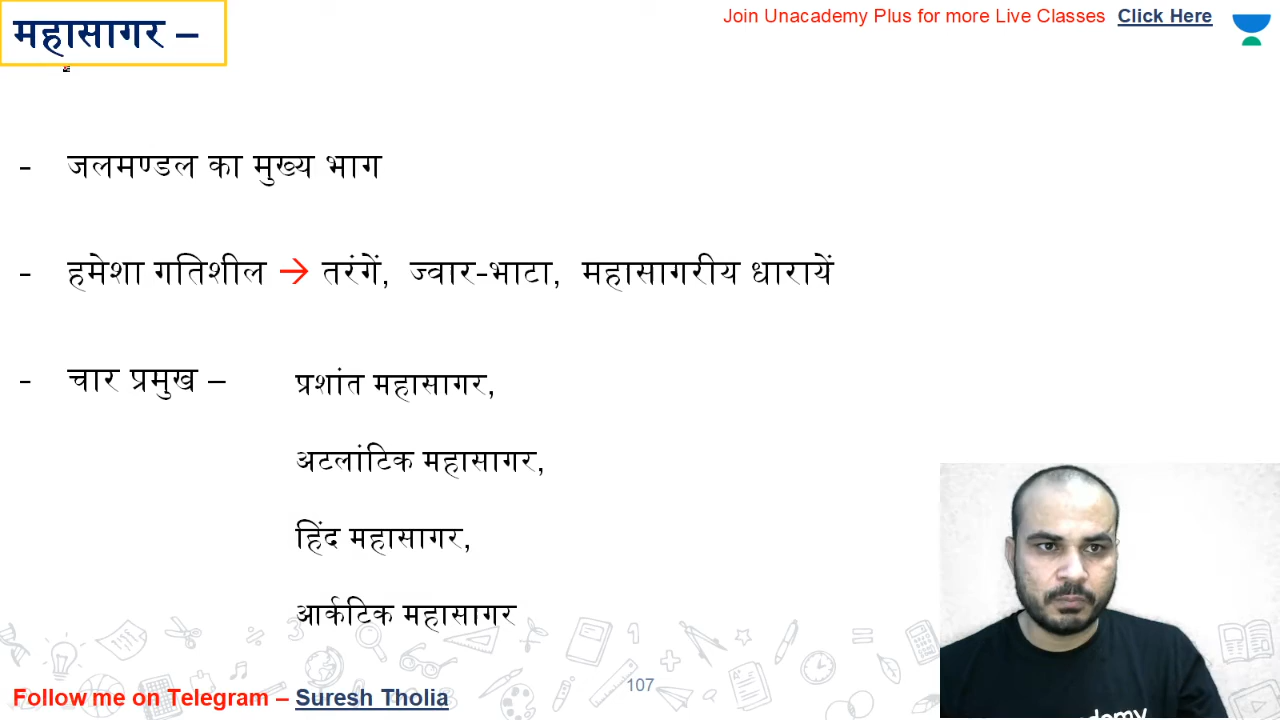 महासागर –
Join Unacademy Plus for more Live Classes Click Here
- जलमण्डल का मुख्य भाग
- हमेशा गतिशील → तरंगें, ज्वार-भाटा, महासागरीय धारायें
- चार प्रमुख – प्रशांत महासागर,
अटलांटिक महासागर,
हिंद महासागर,
आर्कटिक महासागर
Follow me on Telegram – Suresh Tholia
107